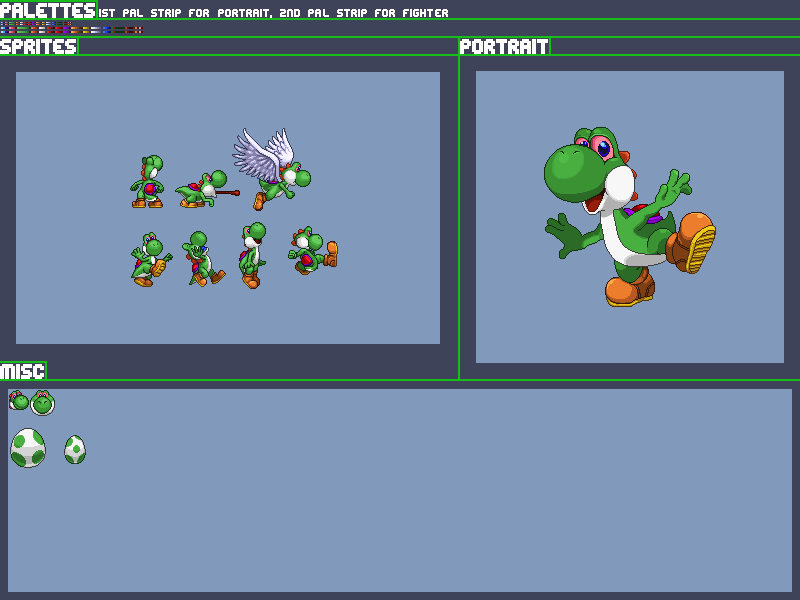 PALETTES 1ST PAL STRIP FOR PORTRAIT, 2ND PAL STRIP FOR FIGHTER
SPRITES
PORTRAIT
MISC